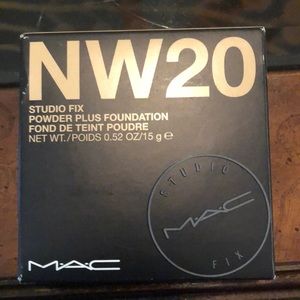 NW20
STUDIO FIX
POWDER PLUS FOUNDATION
FOND DE TEINT POUDRE
NET WT./POIDS 0.52 OZ/15 g ℮
STUDIO
M·A·C
FIX
M·A·C